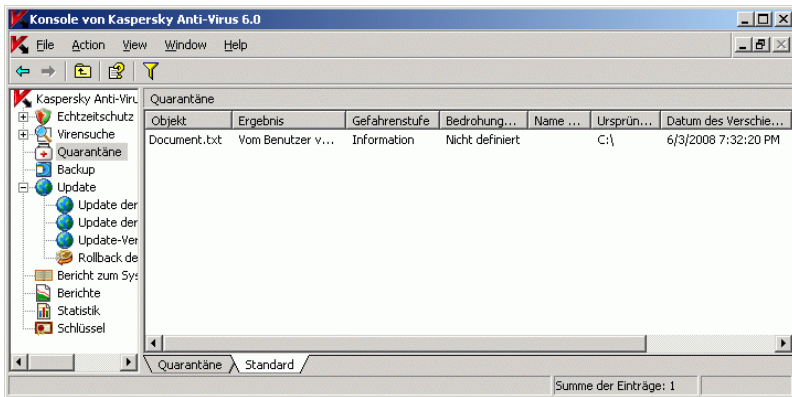 Konsole von Kaspersky Anti-Virus 6.0
File Action View Window Help
Kaspersky Anti-Viru
Echtzeitschutz
Virensuche
Quarantäne
Backup
Update
Update der
Update der
Update-Ver
Rollback de
Bericht zum Sys
Berichte
Statistik
Schlüssel
Quarantäne
Objekt Ergebnis Gefahrenstufe Bedrohung... Name ... Ursprün... Datum des Verschie...
Document.txt Vom Benutzer v... Information Nicht definiert C:\ 6/3/2008 7:32:20 PM
Quarantäne Standard
Summe der Einträge: 1